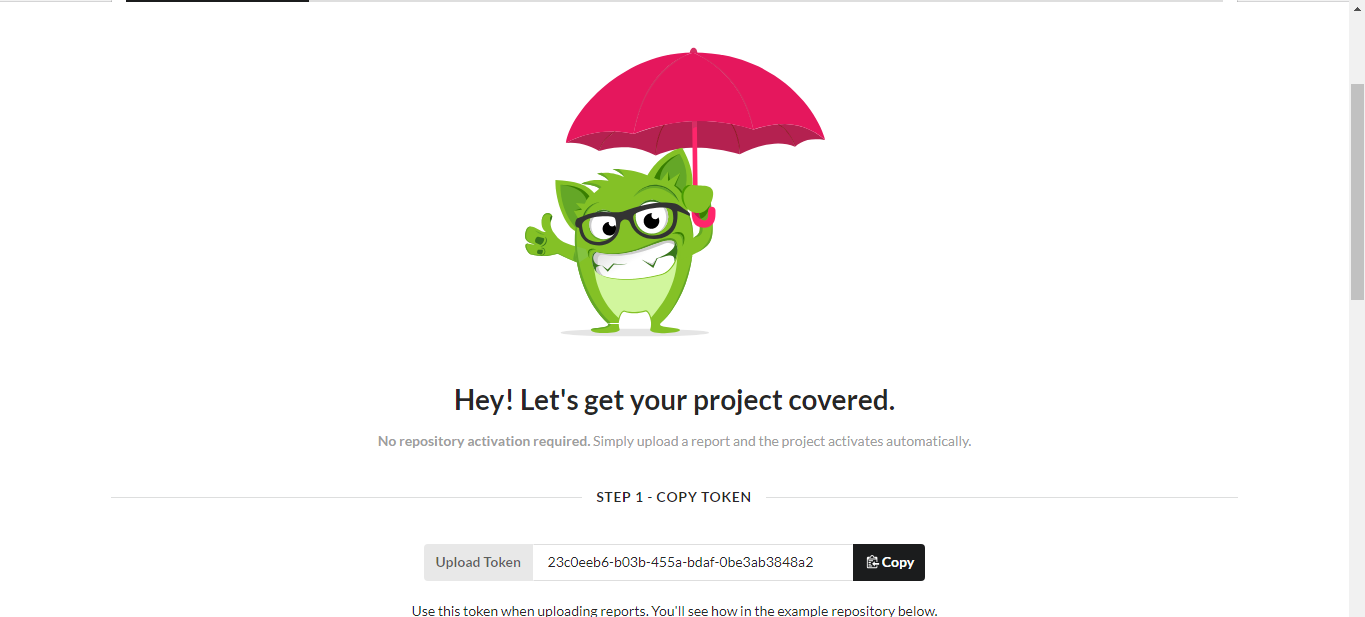 Hey! Let's get your project covered.
No repository activation required. Simply upload a report and the project activates automatically.
STEP 1 - COPY TOKEN
Upload Token 23c0eeb6-b03b-455a-bdaf-0be3ab3848a2 Copy
Use this token when uploading reports. You'll see how in the example repository below.